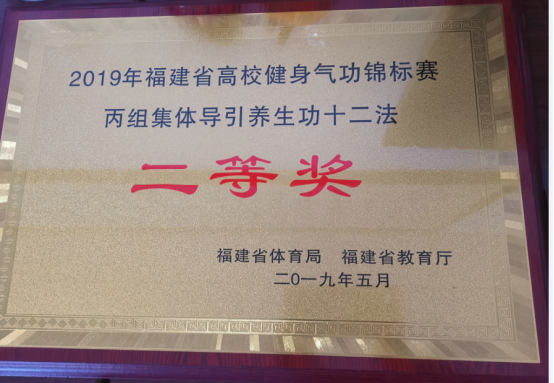 2019年福建省高校健身气功锦标赛
丙组集体导引养生功十二法
二等奖
福建省体育局 福建省教育厅
二0一九年五月